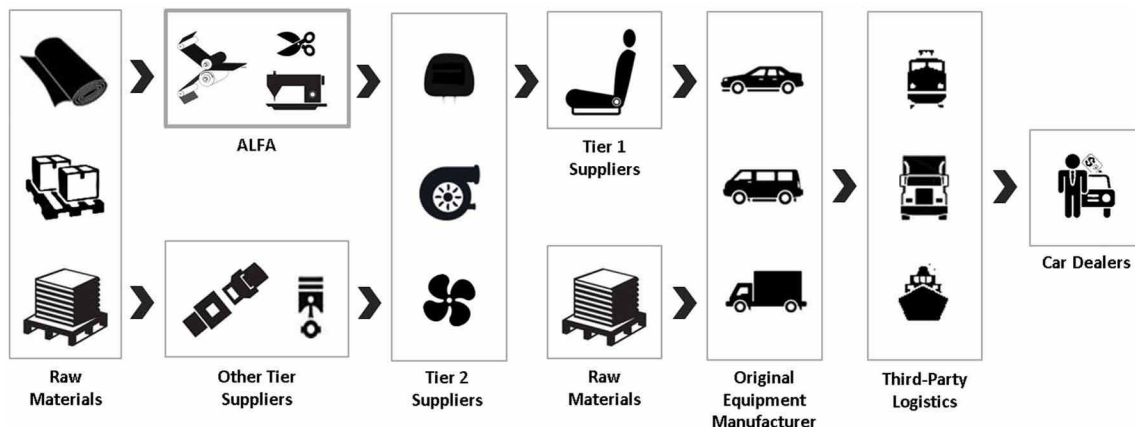 ALFA
Tier 1
Suppliers
Car Dealers
Raw
Materials
Other Tier
Suppliers
Tier 2
Suppliers
Raw
Materials
Original
Equipment
Manufacturer
Third-Party
Logistics